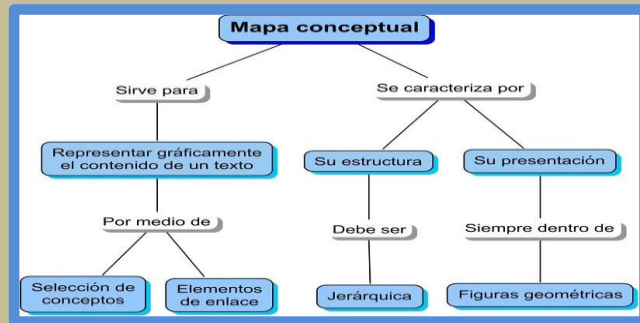 Mapa conceptual
Sirve para
Se caracteriza por
Representar gráficamente
el contenido de un texto
Su estructura
Su presentación
Por medio de
Debe ser
Siempre dentro de
Selección de
conceptos
Elementos
de enlace
Jerárquica
Figuras geométricas